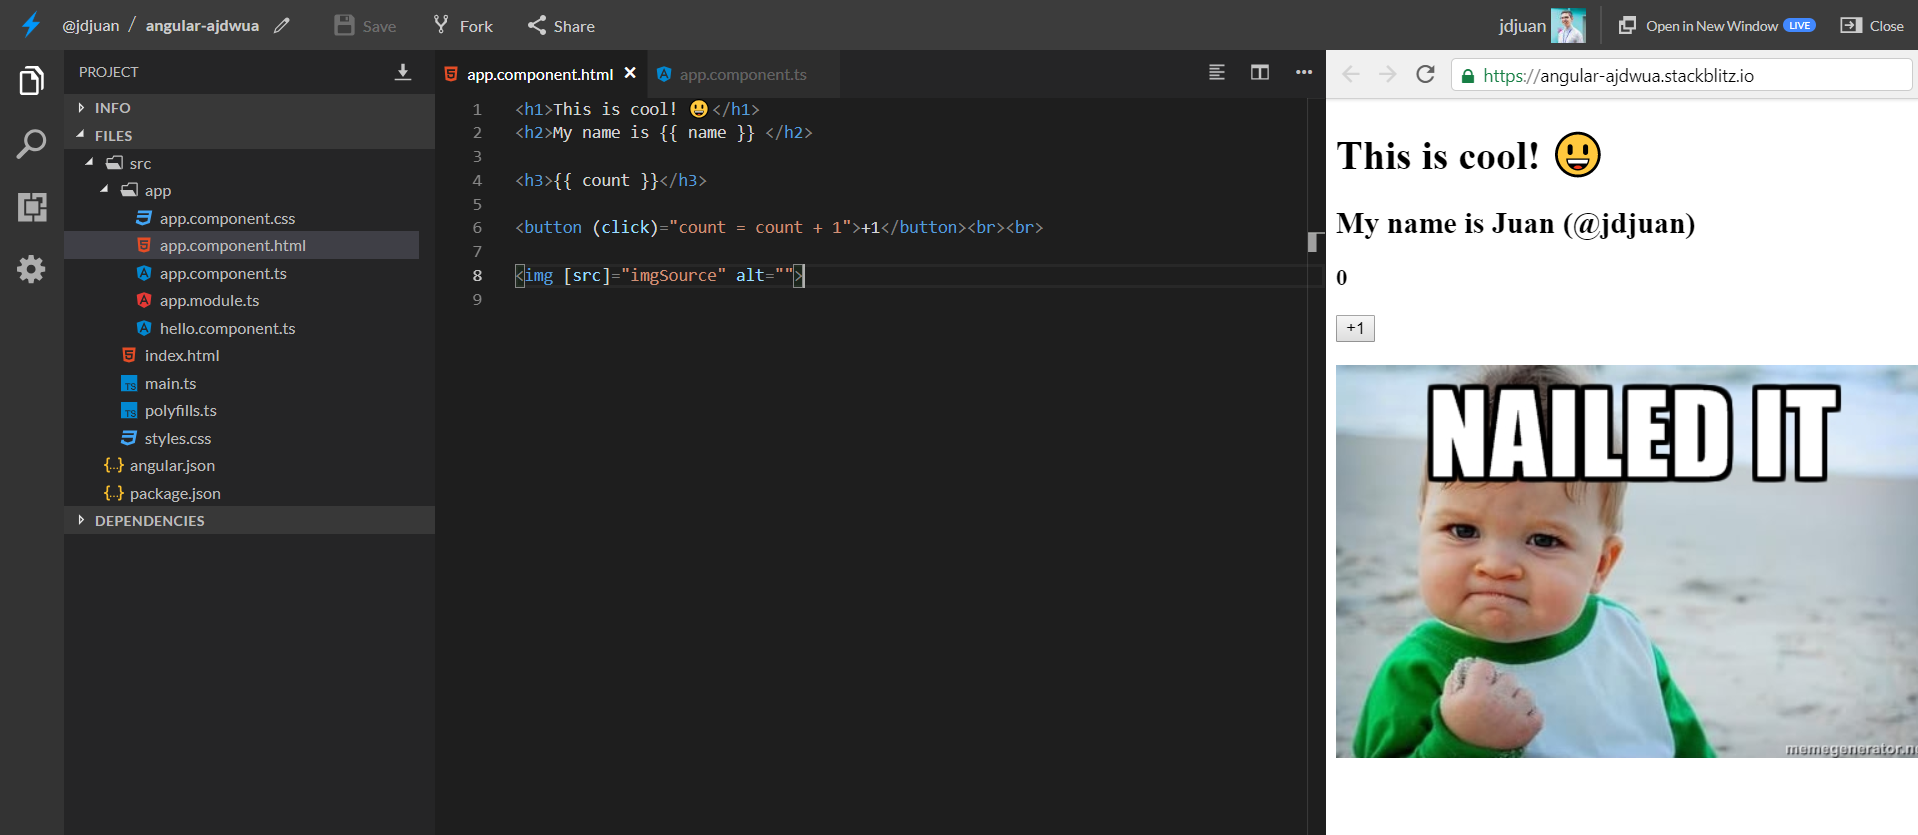 @jdjuan / angular-ajdwua Save Fork Share jdjuan Open in New Window LIVE Close
PROJECT
INFO
FILES
src
app
app.component.css
app.component.html
app.component.ts
app.module.ts
hello.component.ts
index.html
main.ts
polyfills.ts
styles.css
angular.json
package.json
DEPENDENCIES
app.component.html app.component.ts
1 <h1>This is cool! 😃</h1>
2 <h2>My name is {{ name }} </h2>
3
4 <h3>{{ count }}</h3>
5
6 <button (click)="count = count + 1">+1</button><br><br>
7
8 <img [src]="imgSource" alt="">
9
https://angular-ajdwua.stackblitz.io
This is cool! 😃
My name is Juan (@jdjuan)
0
+1
NAILED IT
memegenerator.n